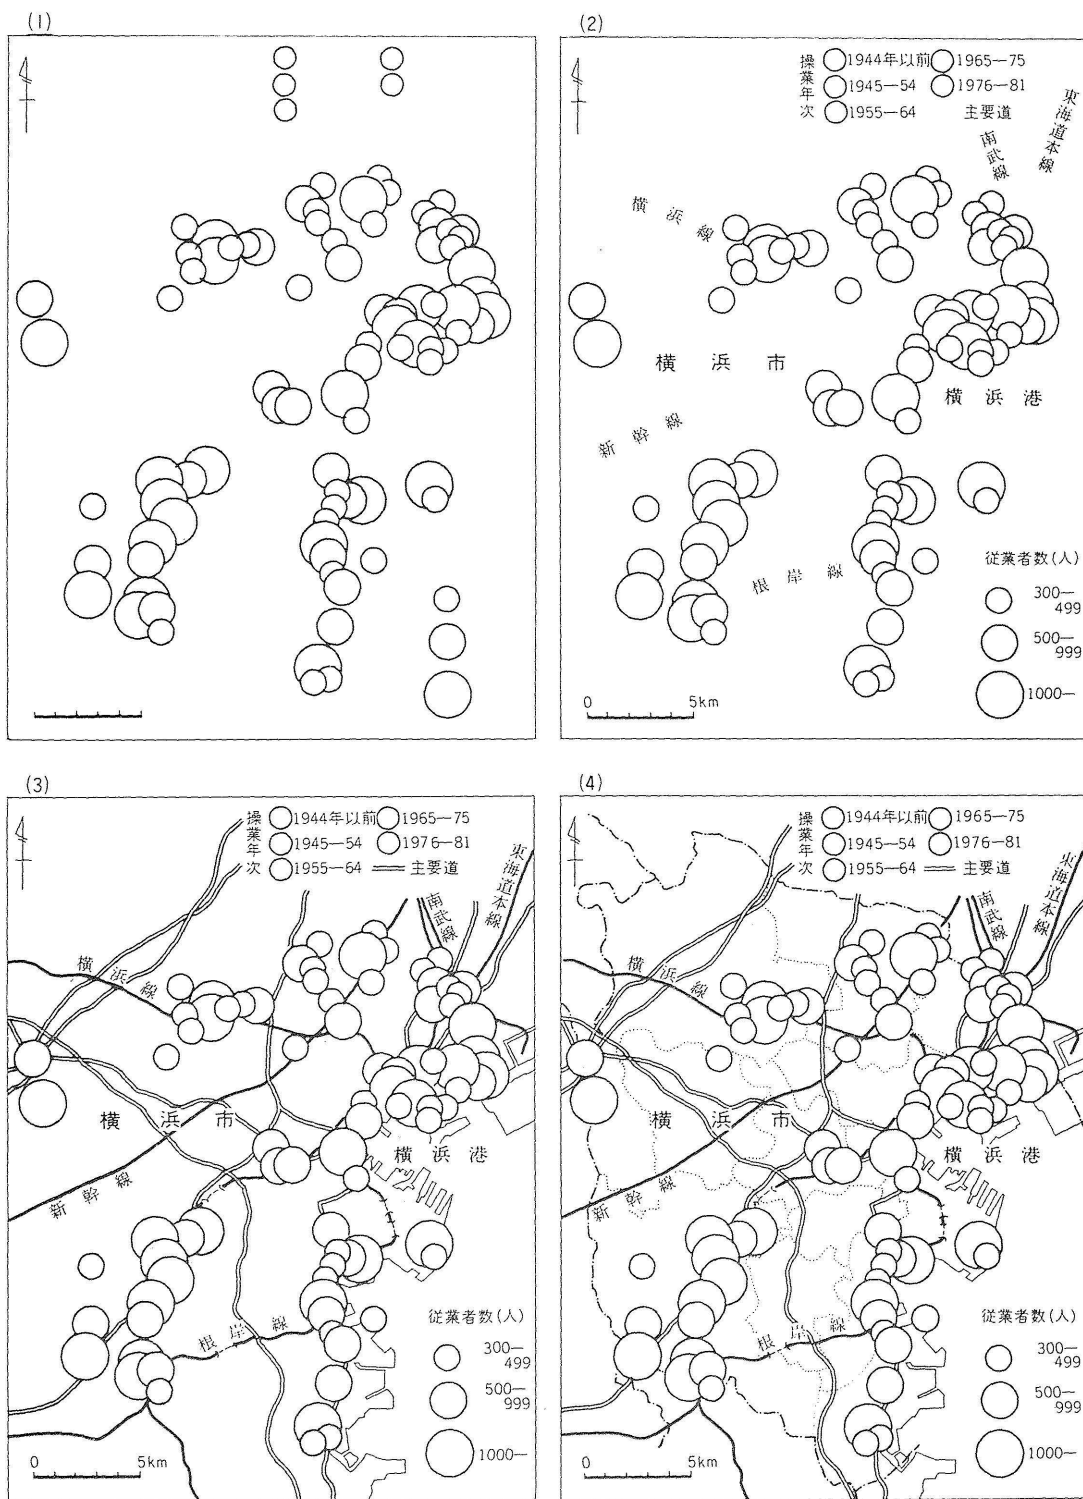 (1)
(2)
操業年次
1944年以前
1965—75
1945—54
1976—81
1955—64
主要道
東海道本線
南武線
横浜線
横浜市
横浜港
新幹線
根岸線
従業者数(人)
300—499
500—999
1000—
0 5km
(3)
操業年次
1944年以前
1965—75
1945—54
1976—81
1955—64
主要道
東海道本線
南武線
横浜線
横浜市
横浜港
新幹線
根岸線
従業者数(人)
300—499
500—999
1000—
0 5km
(4)
操業年次
1944年以前
1965—75
1945—54
1976—81
1955—64
主要道
東海道本線
南武線
横浜線
横浜市
横浜港
新幹線
根岸線
従業者数(人)
300—499
500—999
1000—
0 5km